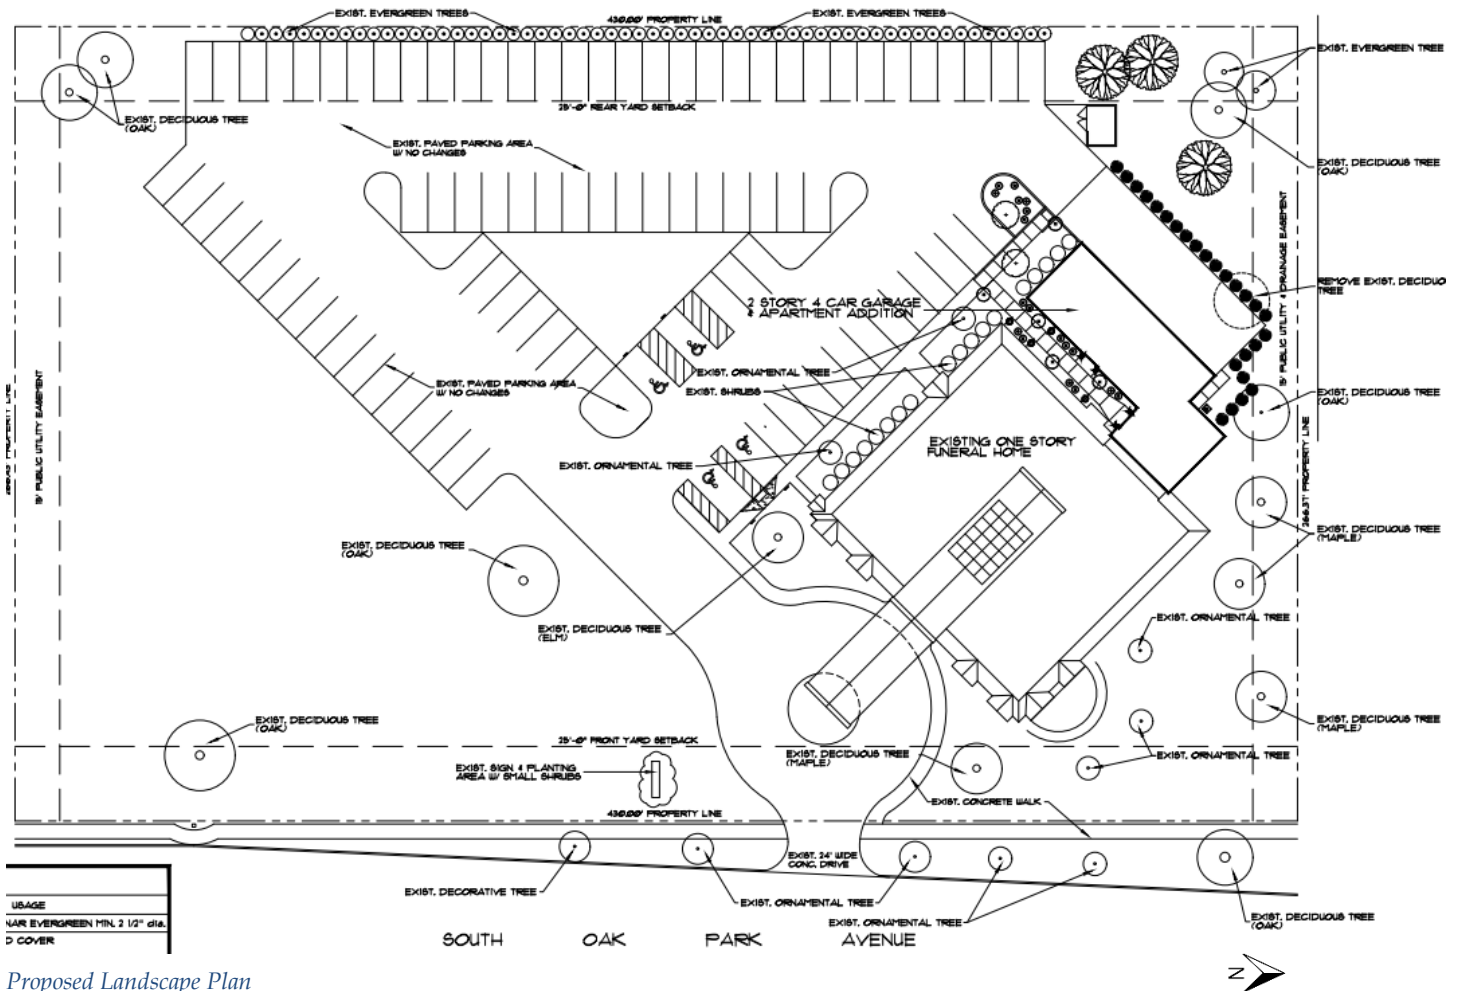 EXIST. EVERGREEN TREES
430.00' PROPERTY LINE
EXIST. EVERGREEN TREES
EXIST. EVERGREEN TREE
25'-0" REAR YARD SETBACK
EXIST. DECIDUOUS TREE
(OAK)
EXIST. PAVED PARKING AREA
W/ NO CHANGES
EXIST. DECIDUOUS TREE
(OAK)
15' PUBLIC UTILITY & DRAINAGE EASEMENT
REMOVE EXIST. DECIDUO
TREE
2 STORY 4 CAR GARAGE
& APARTMENT ADDITION
EXIST. ORNAMENTAL TREE
EXIST. SHRUBS
EXIST. PAVED PARKING AREA
W/ NO CHANGES
PROPERTY LINE
15' PUBLIC UTILITY EASEMENT
EXIST. DECIDUOUS TREE
(OAK)
266.37' PROPERTY LINE
EXISTING ONE STORY
FUNERAL HOME
EXIST. ORNAMENTAL TREE
EXIST. DECIDUOUS TREE
(MAPLE)
EXIST. DECIDUOUS TREE
(OAK)
EXIST. DECIDUOUS TREE
(ELM)
EXIST. ORNAMENTAL TREE
EXIST. DECIDUOUS TREE
(OAK)
EXIST. DECIDUOUS TREE
(MAPLE)
25'-0" FRONT YARD SETBACK
EXIST. DECIDUOUS TREE
(MAPLE)
EXIST. ORNAMENTAL TREE
EXIST. SIGN & PLANTING
AREA W/ SMALL SHRUBS
EXIST. CONCRETE WALK
430.00' PROPERTY LINE
EXIST. 24' WIDE
CONC. DRIVE
EXIST. DECORATIVE TREE
EXIST. ORNAMENTAL TREE
EXIST. ORNAMENTAL TREE
EXIST. DECIDUOUS TREE
(OAK)
USAGE
NAR EVERGREEN MIN. 2 1/2" dia.
D COVER
SOUTH OAK PARK AVENUE
N
Proposed Landscape Plan